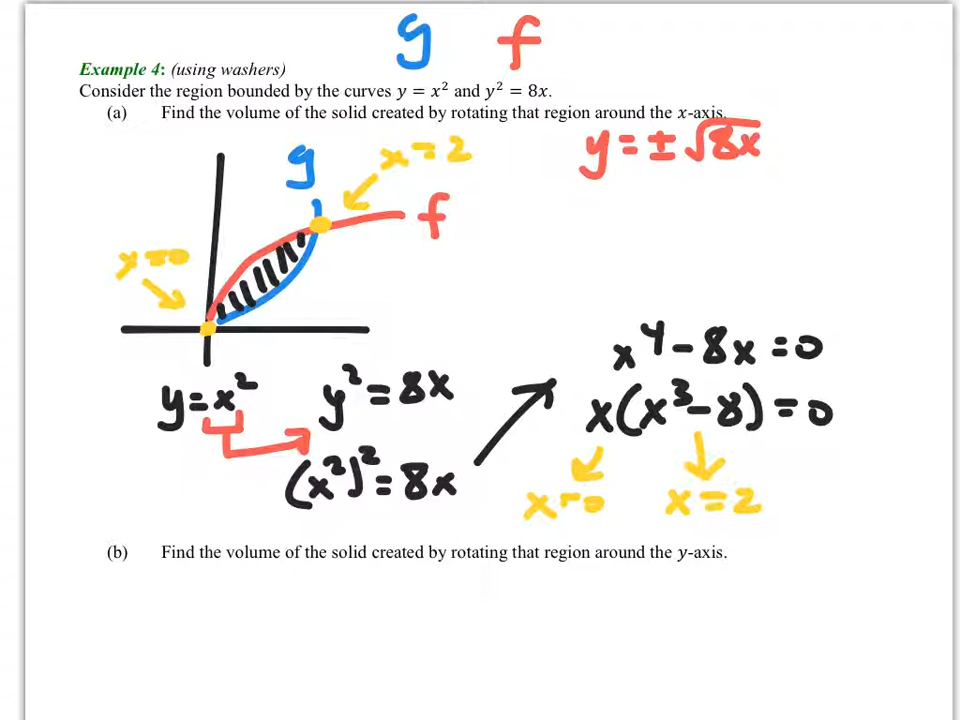 g f
Example 4: (using washers)
Consider the region bounded by the curves y = x² and y² = 8x.
(a) Find the volume of the solid created by rotating that region around the x-axis.
y = ± √8x
g x = 2
f
x = 0
y = x² y² = 8x
(x²)² = 8x
x⁴ - 8x = 0
x(x³ - 8) = 0
x = 0 x = 2
(b) Find the volume of the solid created by rotating that region around the y-axis.